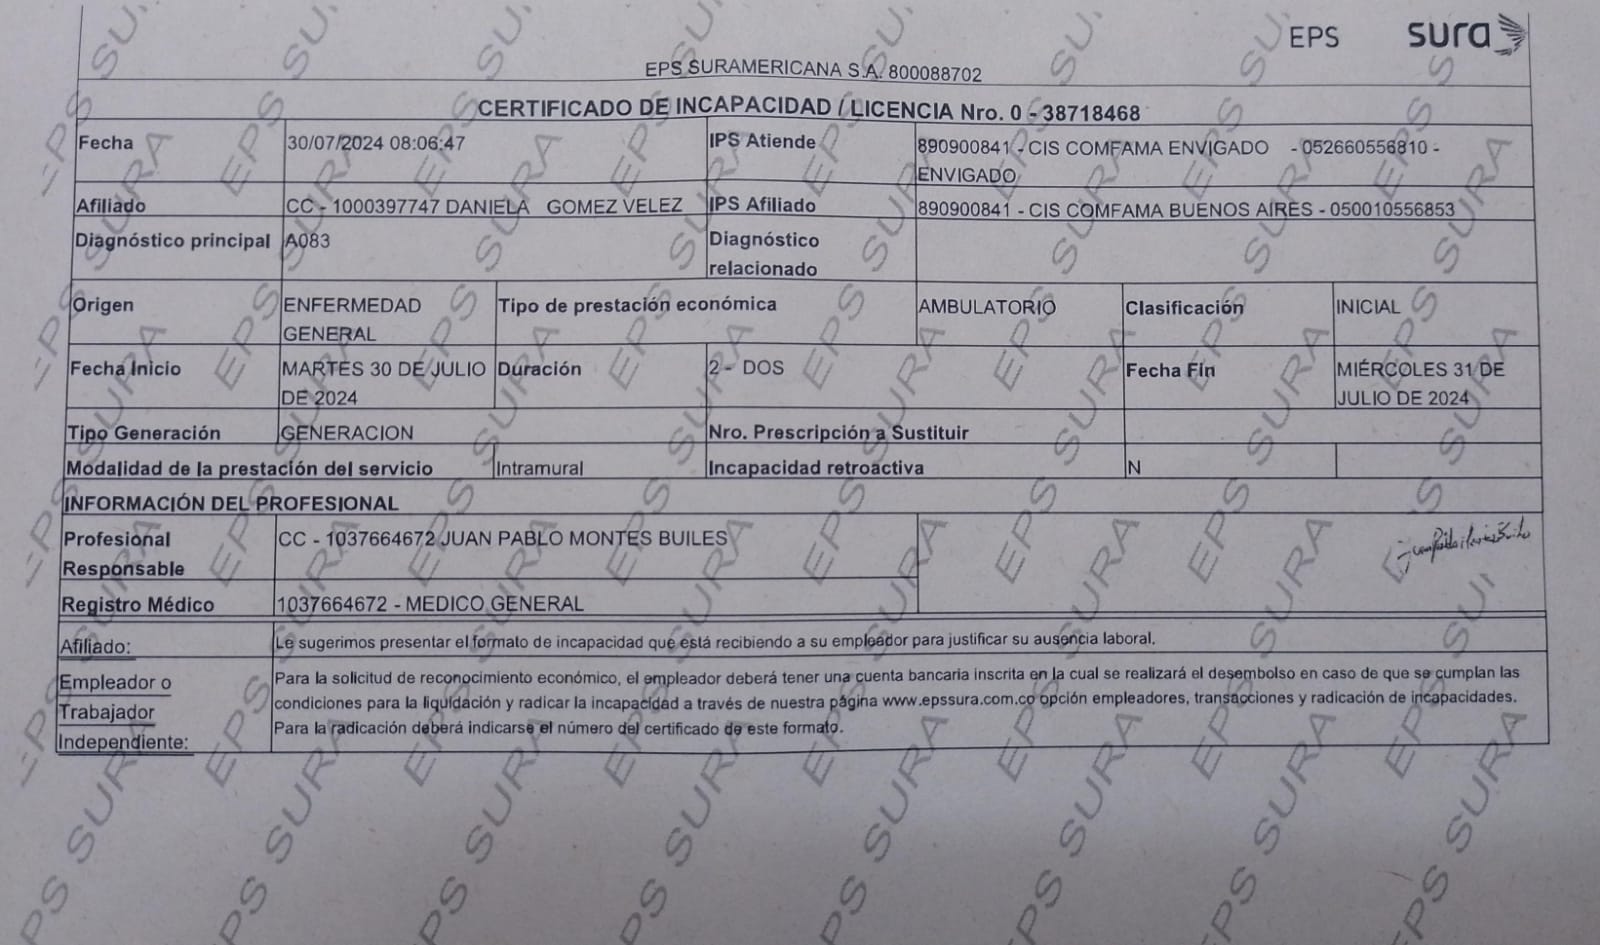 EPS sura
EPS SURAMERICANA S.A. 800088702
CERTIFICADO DE INCAPACIDAD / LICENCIA Nro. 0 - 38718468
Fecha 30/07/2024 08:06:47 IPS Atiende 890900841 - CIS COMFAMA ENVIGADO - 052660556810 -
ENVIGADO
Afiliado CC - 1000397747 DANIELA GOMEZ VELEZ IPS Afiliado 890900841 - CIS COMFAMA BUENOS AIRES - 050010556853
Diagnóstico principal A083 Diagnóstico
relacionado
Origen ENFERMEDAD Tipo de prestación económica AMBULATORIO Clasificación INICIAL
GENERAL
Fecha Inicio MARTES 30 DE JULIO Duración 2 - DOS Fecha Fin MIÉRCOLES 31 DE
DE 2024 JULIO DE 2024
Tipo Generación GENERACION Nro. Prescripción a Sustituir
Modalidad de la prestación del servicio Intramural Incapacidad retroactiva N
INFORMACIÓN DEL PROFESIONAL
Profesional CC - 1037664672 JUAN PABLO MONTES BUILES
Responsable
Registro Médico 1037664672 - MEDICO GENERAL
Afiliado: Le sugerimos presentar el formato de incapacidad que está recibiendo a su empleador para justificar su ausencia laboral.
Empleador o Para la solicitud de reconocimiento económico, el empleador deberá tener una cuenta bancaria inscrita en la cual se realizará el desembolso en caso de que se cumplan las
Trabajador condiciones para la liquidación y radicar la incapacidad a través de nuestra página www.epssura.com.co opción empleadores, transacciones y radicación de incapacidades.
Independiente: Para la radicación deberá indicarse el número del certificado de este formato.
EPS SURA